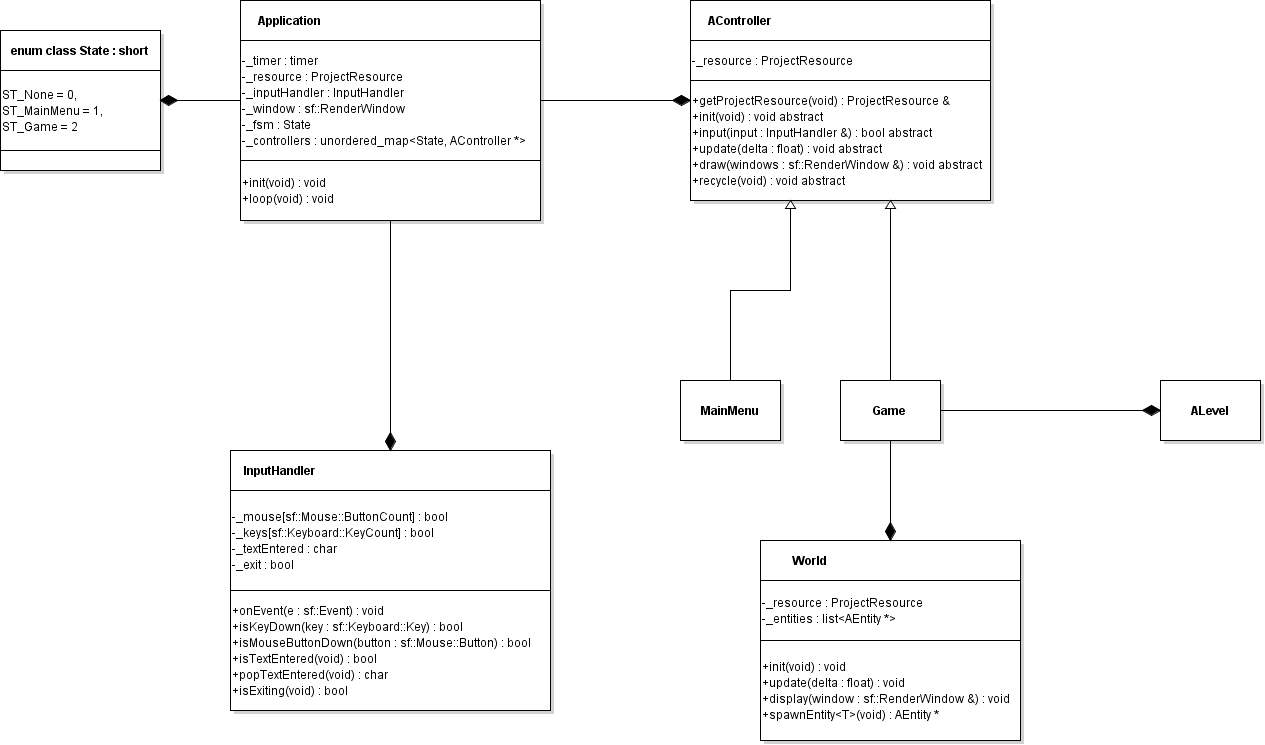 enum class State : short
ST_None = 0,
ST_MainMenu = 1,
ST_Game = 2
Application
-_timer : timer
-_resource : ProjectResource
-_inputHandler : InputHandler
-_window : sf::RenderWindow
-_fsm : State
-_controllers : unordered_map<State, AController *>
+init(void) : void
+loop(void) : void
AController
-_resource : ProjectResource
+getProjectResource(void) : ProjectResource &
+init(void) : void abstract
+input(input : InputHandler &) : bool abstract
+update(delta : float) : void abstract
+draw(windows : sf::RenderWindow &) : void abstract
+recycle(void) : void abstract
MainMenu
Game
ALevel
InputHandler
-_mouse[sf::Mouse::ButtonCount] : bool
-_keys[sf::Keyboard::KeyCount] : bool
-_textEntered : char
-_exit : bool
+onEvent(e : sf::Event) : void
+isKeyDown(key : sf::Keyboard::Key) : bool
+isMouseButtonDown(button : sf::Mouse::Button) : bool
+isTextEntered(void) : bool
+popTextEntered(void) : char
+isExiting(void) : bool
World
-_resource : ProjectResource
-_entities : list<AEntity *>
+init(void) : void
+update(delta : float) : void
+display(window : sf::RenderWindow &) : void
+spawnEntity<T>(void) : AEntity *